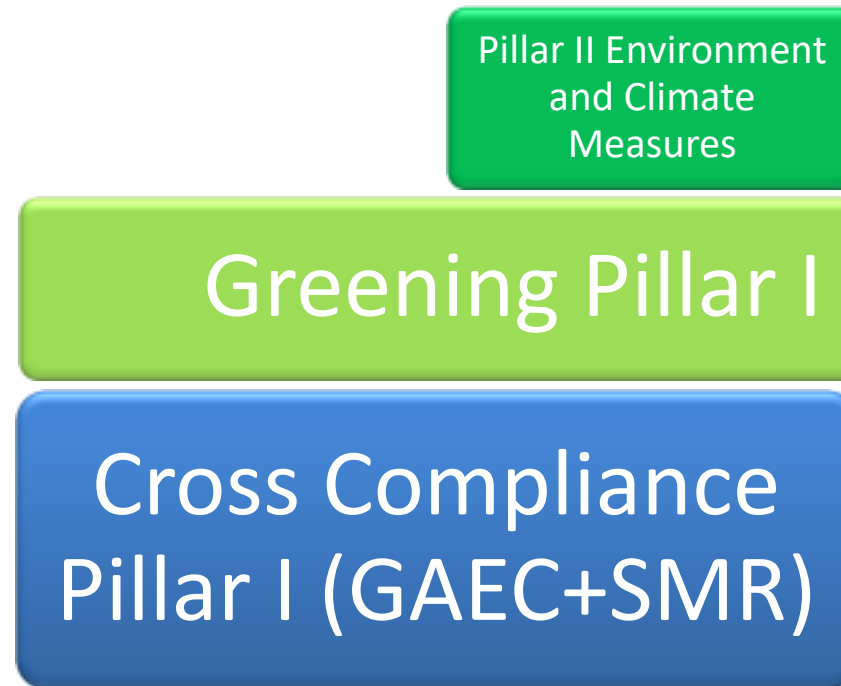 Pillar II Environment
and Climate
Measures
Greening Pillar I
Cross Compliance
Pillar I (GAEC+SMR)